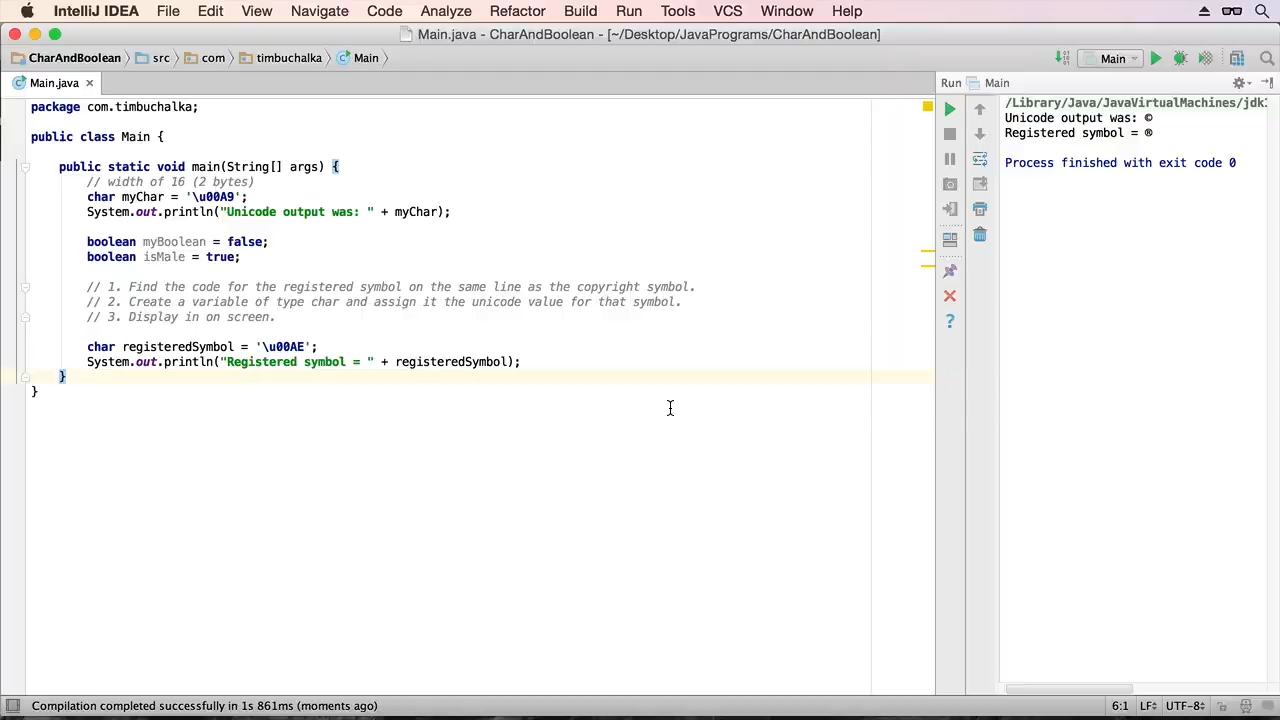 IntelliJ IDEA File Edit View Navigate Code Analyze Refactor Build Run Tools VCS Window Help
Main.java - CharAndBoolean - [~/Desktop/JavaPrograms/CharAndBoolean]
CharAndBoolean src com timbuchalka Main
Main
Main.java
Run Main
package com.timbuchalka;
public class Main {
public static void main(String[] args) {
// width of 16 (2 bytes)
char myChar = '\u00A9';
System.out.println("Unicode output was: " + myChar);
boolean myBoolean = false;
boolean isMale = true;
// 1. Find the code for the registered symbol on the same line as the copyright symbol.
// 2. Create a variable of type char and assign it the unicode value for that symbol.
// 3. Display in on screen.
char registeredSymbol = '\u00AE';
System.out.println("Registered symbol = " + registeredSymbol);
}
}
/Library/Java/JavaVirtualMachines/jdk1
Unicode output was: ©
Registered symbol = ®
Process finished with exit code 0
Compilation completed successfully in 1s 861ms (moments ago)
6:1 LF UTF-8